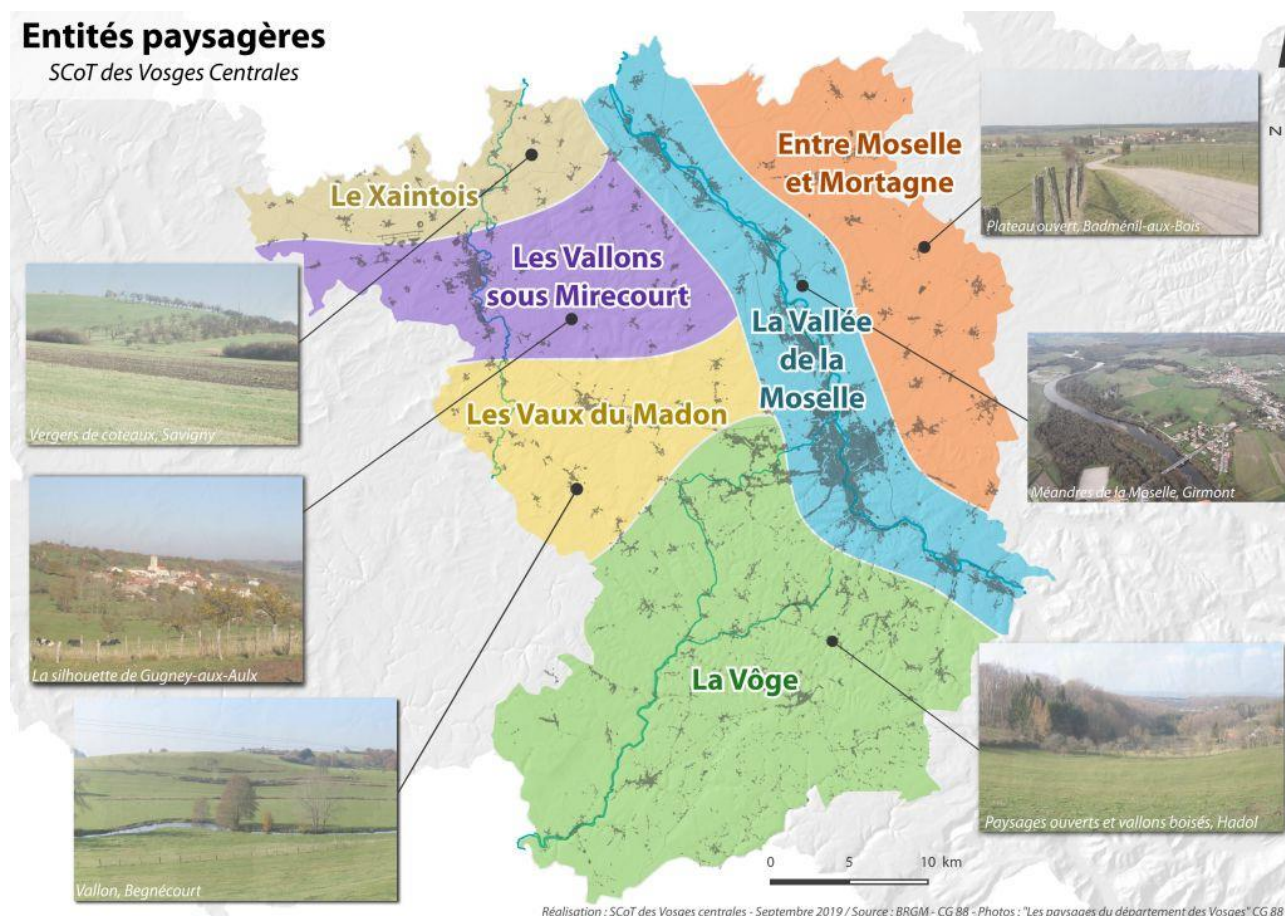 Entités paysagères
SCoT des Vosges Centrales
N
Entre Moselle
et Mortagne
Plateau ouvert, Badménil-aux-Bois
Le Xaintois
Les Vallons
sous Mirecourt
La Vallée
de la
Moselle
Vergers de coteaux, Savigny
Les Vaux du Madon
Méandres de la Moselle, Girmont
La silhouette de Gugney-aux-Aulx
La Vôge
Paysages ouverts et vallons boisés, Hadol
Vallon, Begnécourt
0 5 10 km
Réalisation : SCoT des Vosges centrales - Septembre 2019 / Source : BRGM - CG 88 - Photos : "Les paysages du département des Vosges" CG 88